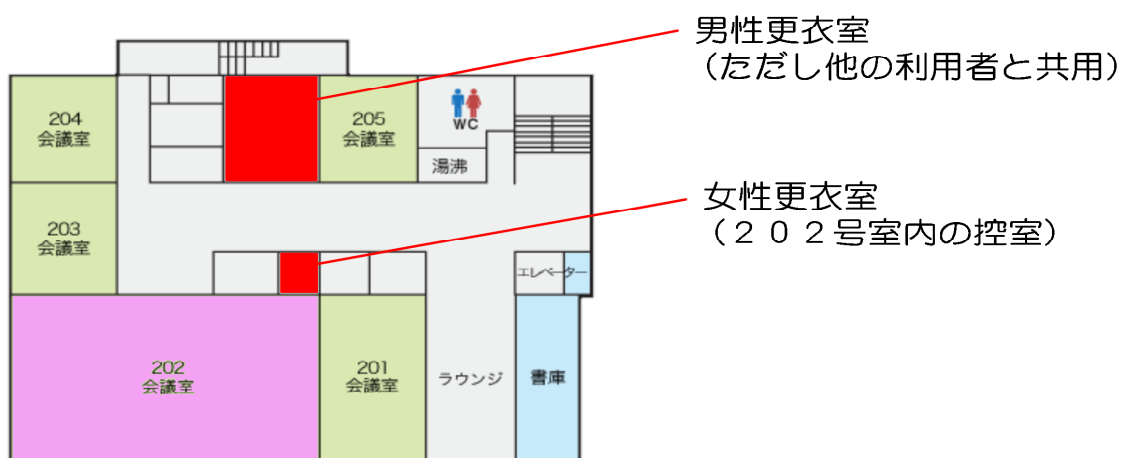 男性更衣室
（ただし他の利用者と共用）
204
会議室
205
会議室
WC
湯沸
女性更衣室
（２０２号室内の控室）
203
会議室
エレベーター
202
会議室
201
会議室
ラウンジ
書庫